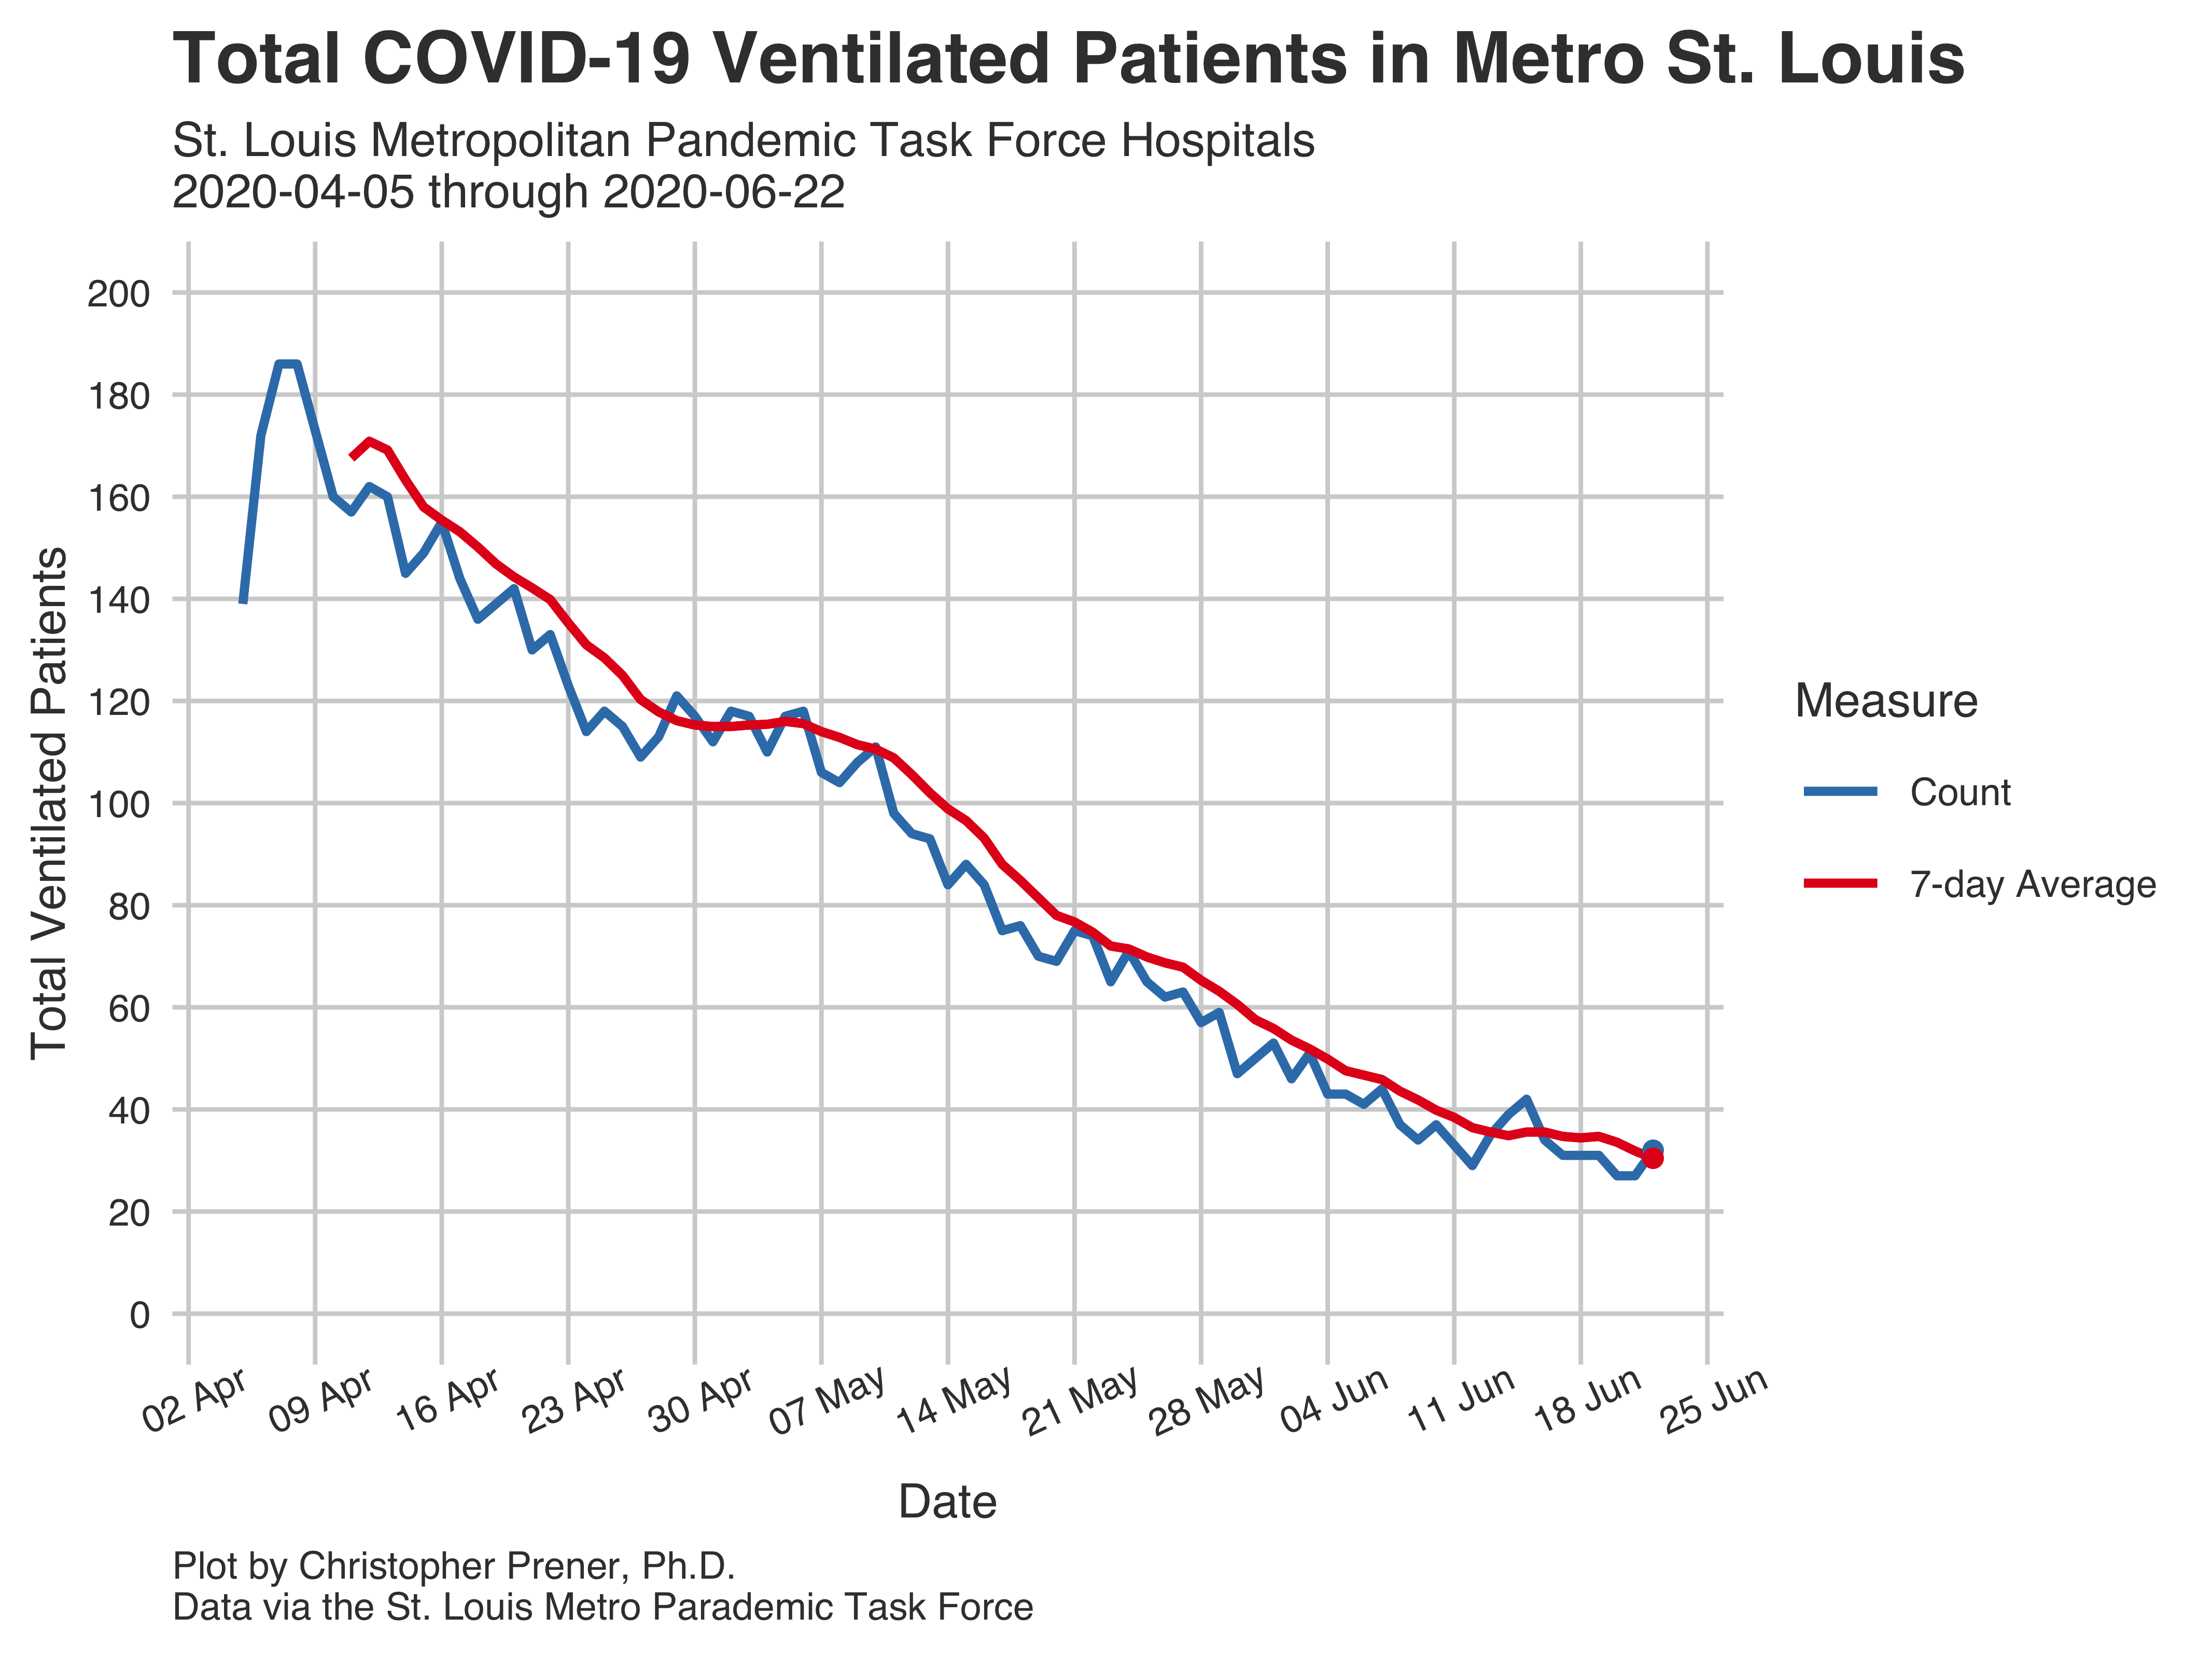 Total COVID-19 Ventilated Patients in Metro St. Louis
St. Louis Metropolitan Pandemic Task Force Hospitals
2020-04-05 through 2020-06-22
Total Ventilated Patients
200
180
160
140
120
100
80
60
40
20
0
02 Apr
09 Apr
16 Apr
23 Apr
30 Apr
07 May
14 May
21 May
28 May
04 Jun
11 Jun
18 Jun
25 Jun
Date
Measure
Count
7-day Average
Plot by Christopher Prener, Ph.D.
Data via the St. Louis Metro Parademic Task Force